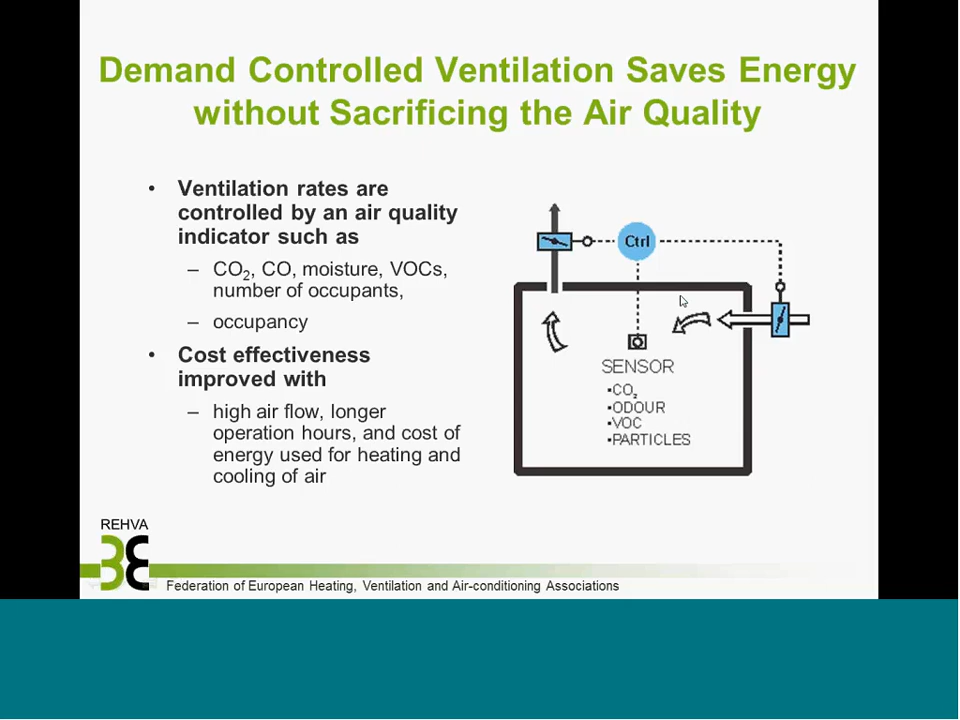 Demand Controlled Ventilation Saves Energy
without Sacrificing the Air Quality
• Ventilation rates are
controlled by an air quality
indicator such as
– CO₂, CO, moisture, VOCs,
number of occupants,
– occupancy
• Cost effectiveness
improved with
– high air flow, longer
operation hours, and cost of
energy used for heating and
cooling of air
Ctrl
SENSOR
▪CO₂
▪ODOUR
▪VOC
▪PARTICLES
REHVA
Federation of European Heating, Ventilation and Air-conditioning Associations